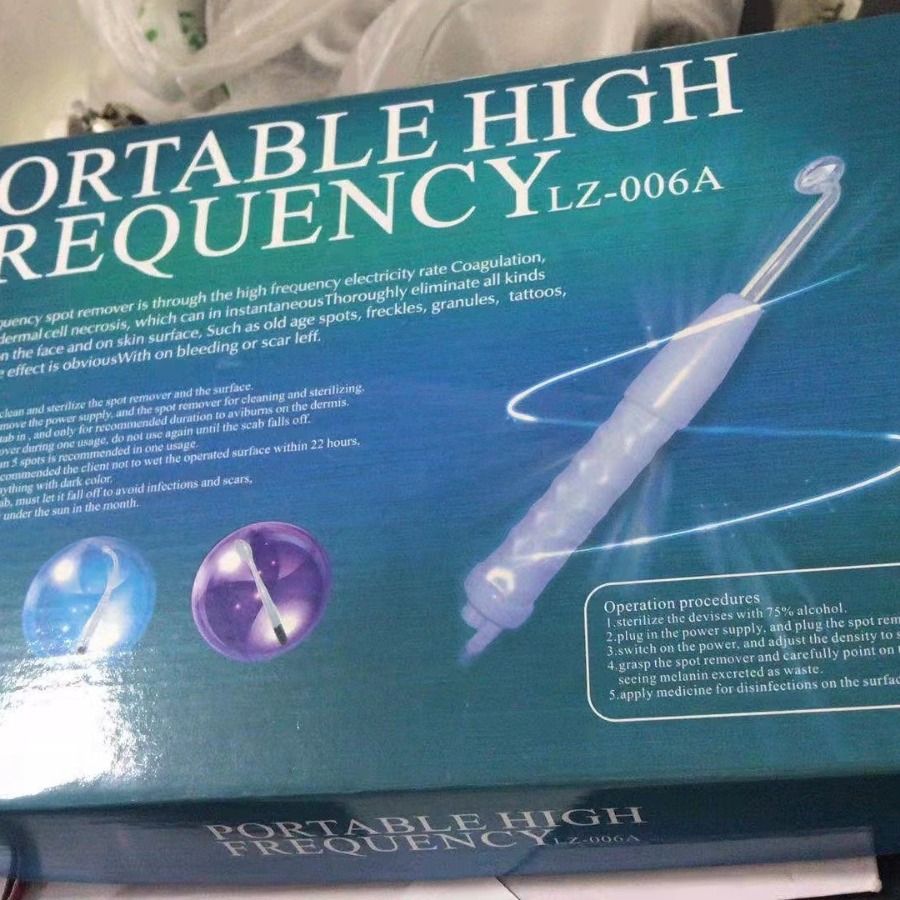 ORTABLE HIGH
REQUENCY LZ-006A
quency spot remover is through the high frequency electricity rate Coagulation,
dermal cell necrosis, which can in instantaneousThoroughly eliminate all kinds
n the face and on skin surface, Such as old age spots, freckles, granules, tattoos,
e effect is obviousWith on bleeding or scar leff.
clean and sterilize the spot remover and the surface.
move the power supply, and the spot remover for cleaning and sterilizing.
tab in , and only for recommended duration to aviburns on the dermis.
over during one usage, do not use again until the scab falls off.
an 5 spots is recommended in one usage.
commended the client not to wet the operated surface within 22 hours,
ything with dark color.
ab, must let it fall off to avoid infections and scars,
under the sun in the month.
Operation procedures
1.sterilize the devises with 75% alcohol.
2.plug in the power supply, and plug the spot rem
3.switch on the power, and adjust the density to s
4.grasp the spot remover and carefully point on
seeing melanin excreted as waste.
5.apply medicine for disinfections on the surfac
PORTABLE HIGH
FREQUENCY LZ-006A